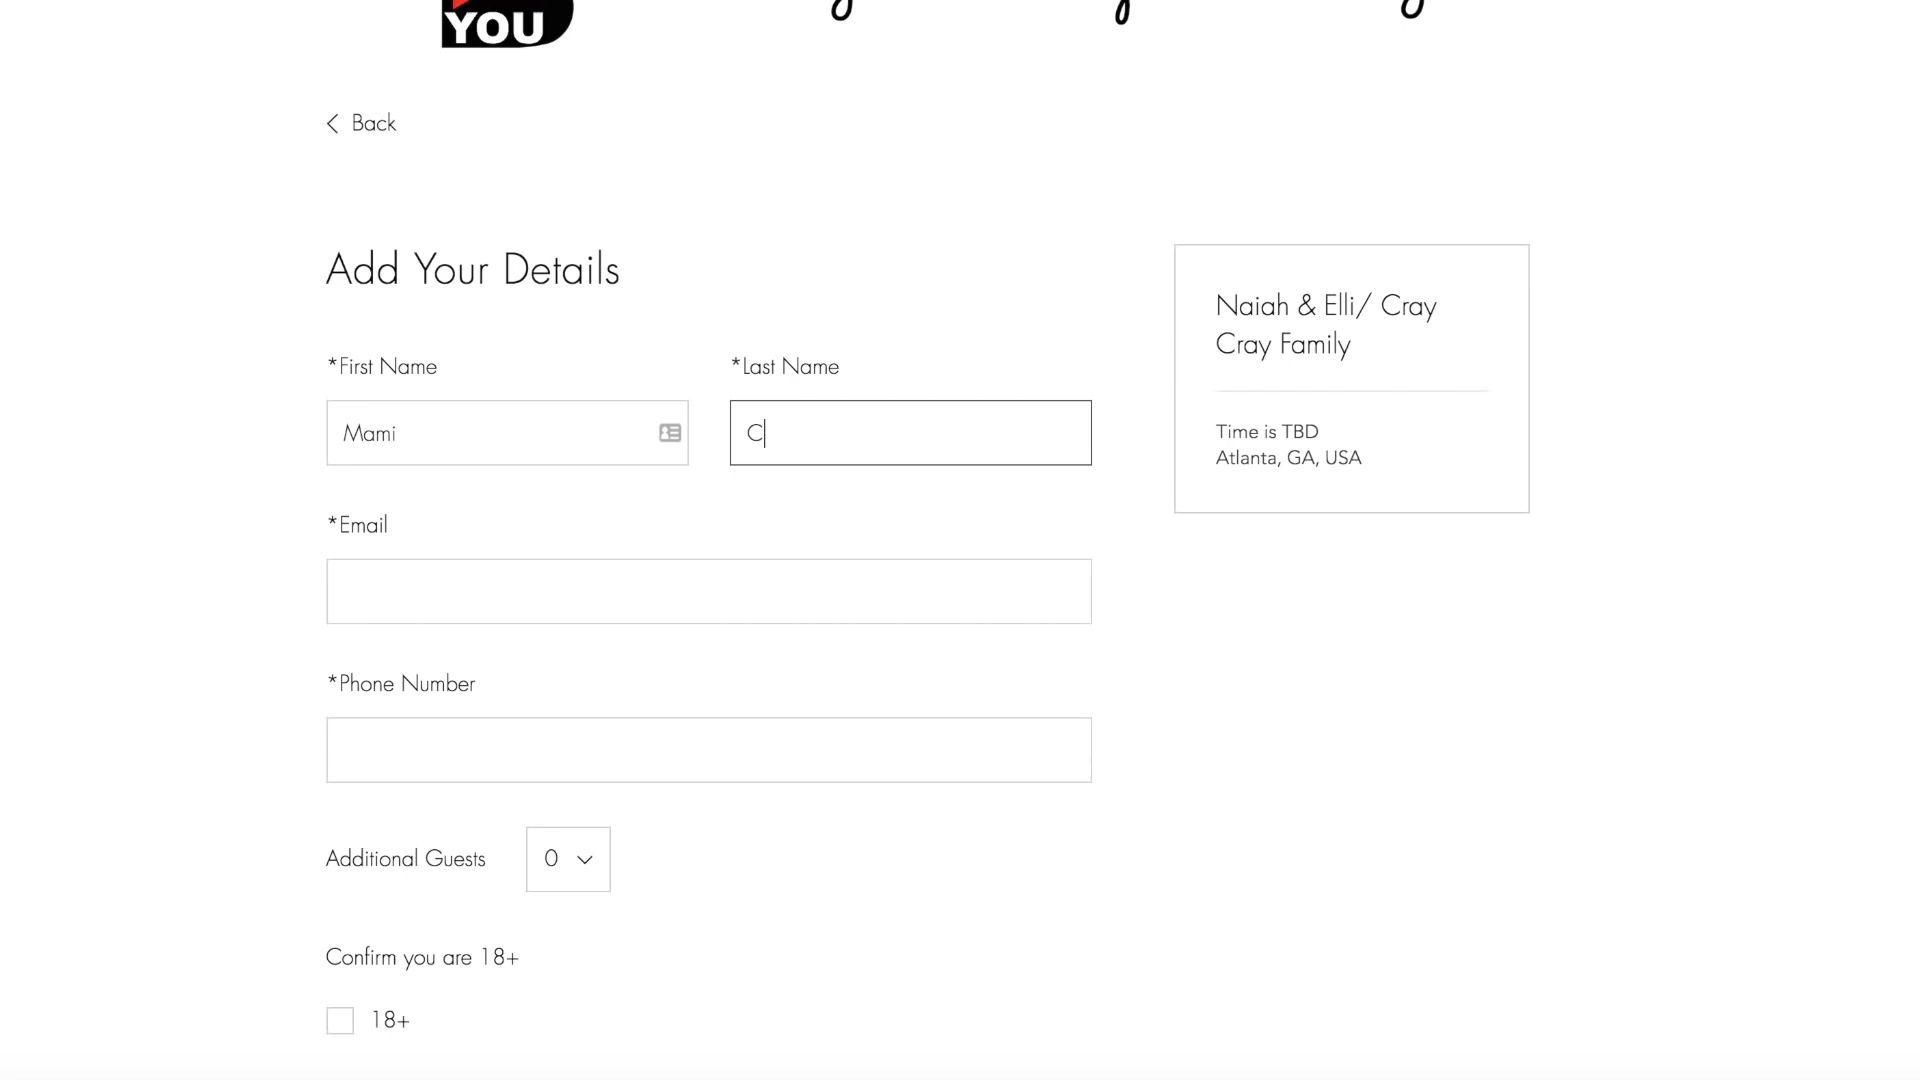 YOU
Back
Add Your Details
Naiah & Elli/ Cray
Cray Family
Time is TBD
Atlanta, GA, USA
*First Name
*Last Name
Mami
C
*Email
*Phone Number
Additional Guests
0
Confirm you are 18+
18+